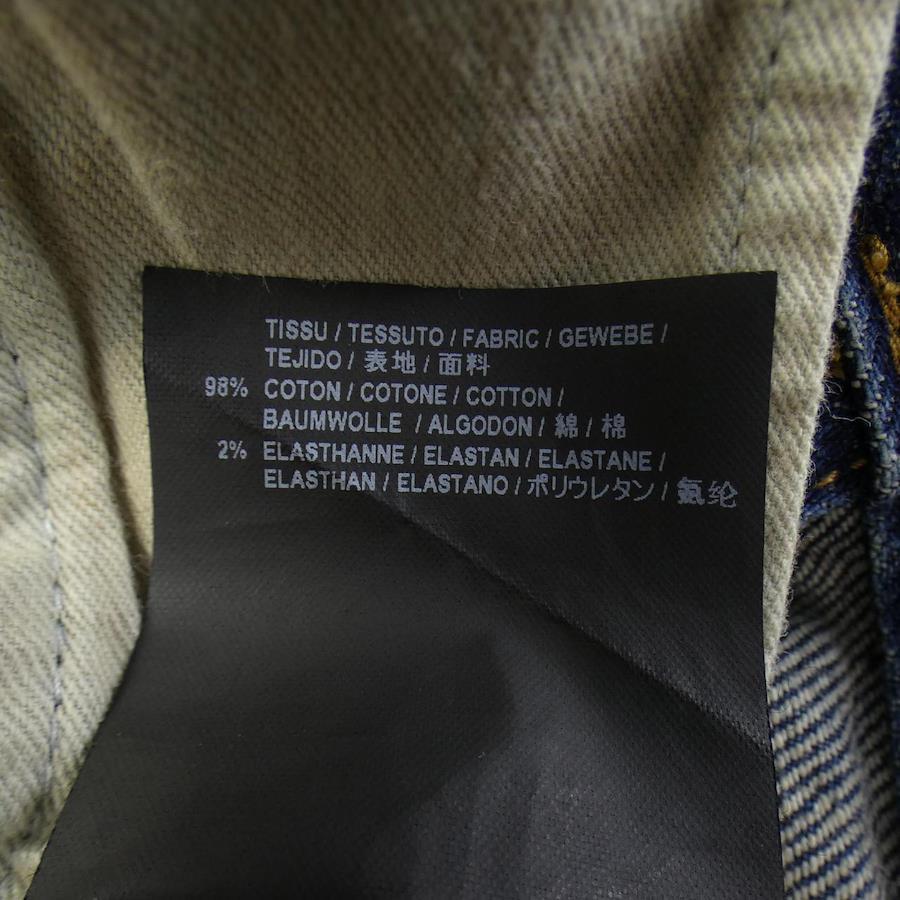 TISSU / TESSUTO / FABRIC / GEWEBE /
TEJIDO / 表地 / 面料
98% COTON / COTONE / COTTON /
BAUMWOLLE / ALGODON / 綿 / 棉
2% ELASTHANNE / ELASTAN / ELASTANE /
ELASTHAN / ELASTANO / ポリウレタン / 氨纶